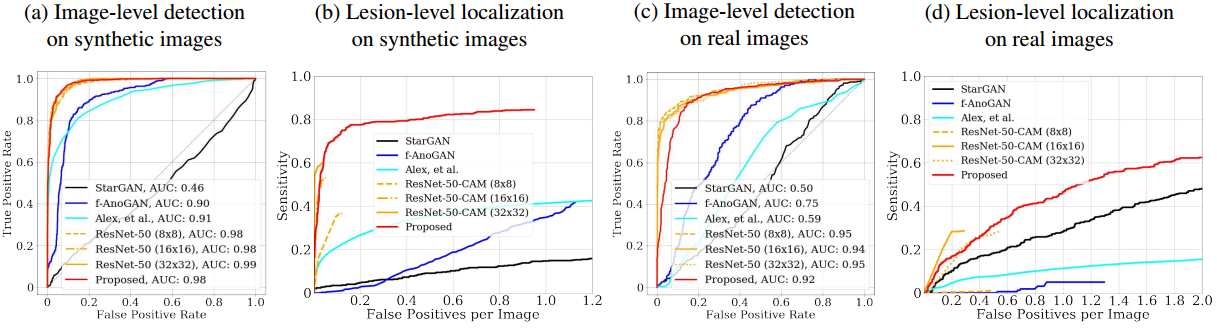 (a) Image-level detection
on synthetic images
(b) Lesion-level localization
on synthetic images
(c) Image-level detection
on real images
(d) Lesion-level localization
on real images
True Positive Rate
1.0
0.8
0.6
0.4
0.2
0
StarGAN, AUC: 0.46
f-AnoGAN, AUC: 0.90
Alex, et al., AUC: 0.91
ResNet-50 (8x8), AUC: 0.98
ResNet-50 (16x16), AUC: 0.98
ResNet-50 (32x32), AUC: 0.99
Proposed, AUC: 0.98
0 0.2 0.4 0.6 0.8 1.0
False Positive Rate
Sensitivity
1.0
0.8
0.6
0.4
0.2
0.0
StarGAN
f-AnoGAN
Alex, et al.
ResNet-50-CAM (8x8)
ResNet-50-CAM (16x16)
ResNet-50-CAM (32x32)
Proposed
0.0 0.2 0.4 0.6 0.8 1.0 1.2
False Positives per Image
True Positive Rate
1.0
0.8
0.6
0.4
0.2
0
StarGAN, AUC: 0.50
f-AnoGAN, AUC: 0.75
Alex, et al., AUC: 0.59
ResNet-50 (8x8), AUC: 0.95
ResNet-50 (16x16), AUC: 0.94
ResNet-50 (32x32), AUC: 0.95
Proposed, AUC: 0.92
0 0.2 0.4 0.6 0.8 1.0
False Positive Rate
Sensitivity
1.0
0.8
0.6
0.4
0.2
0.0
StarGAN
f-AnoGAN
Alex, et al.
ResNet-50-CAM (8x8)
ResNet-50-CAM (16x16)
ResNet-50-CAM (32x32)
Proposed
0.2 0.4 0.6 0.8 1.0 1.2 1.4 1.6 1.8 2.0
False Positives per Image